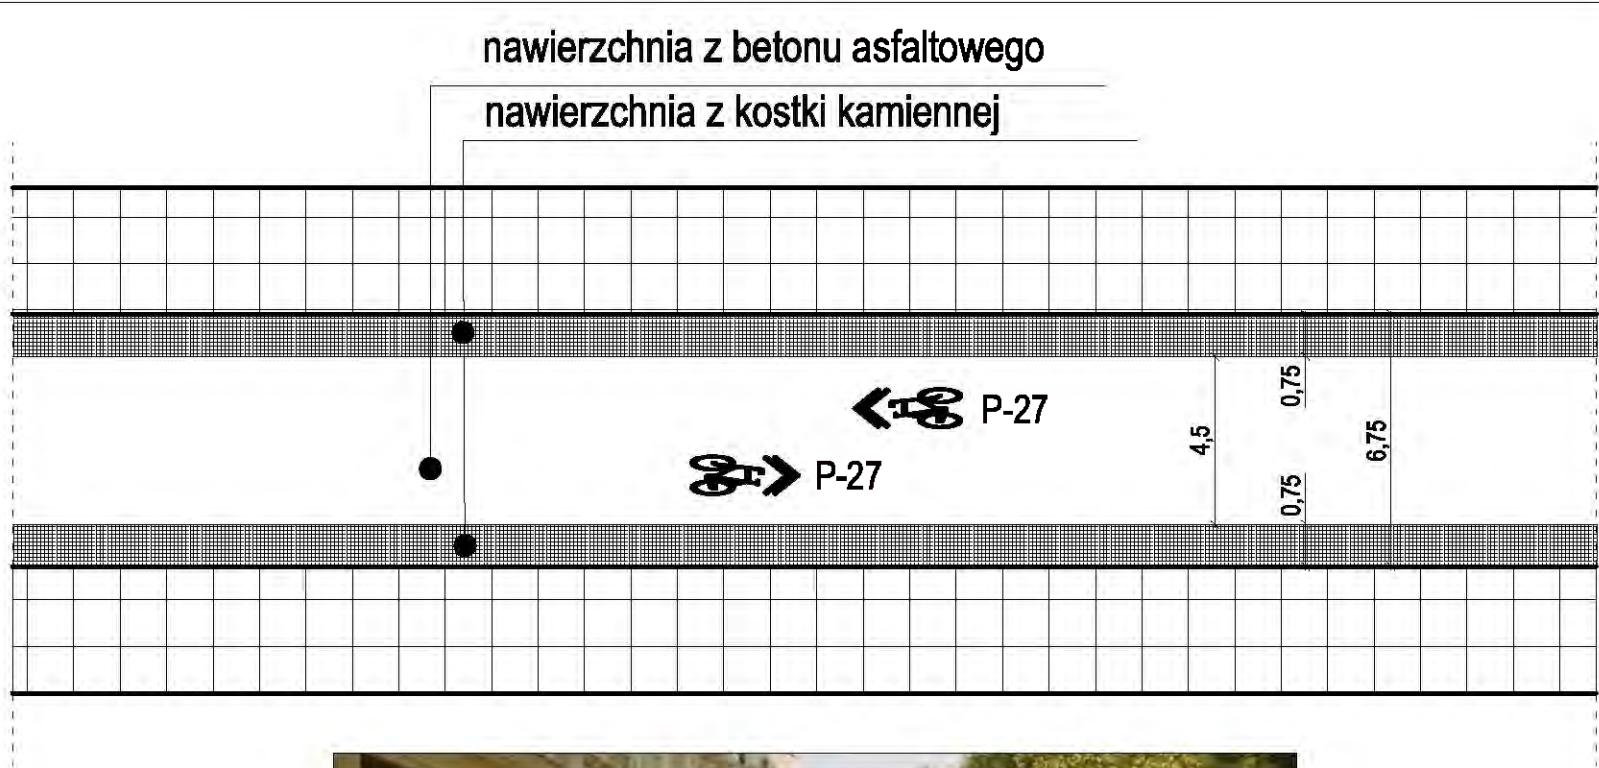 nawierzchnia z betonu asfaltowego
nawierzchnia z kostki kamiennej
P-27
P-27
4,5
0,75
0,75
6,75